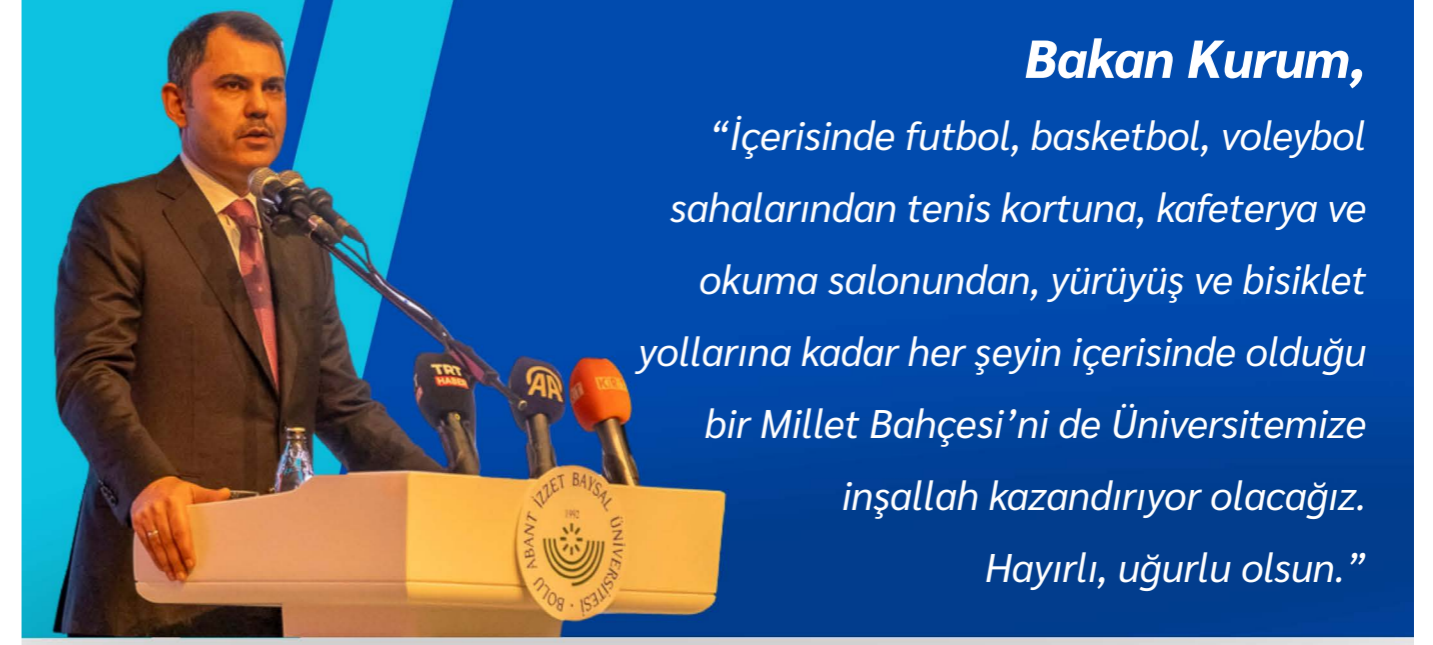 Bakan Kurum,
“İçerisinde futbol, basketbol, voleybol
sahalarından tenis kortuna, kafeterya ve
okuma salonundan, yürüyüş ve bisiklet
yollarına kadar her şeyin içerisinde olduğu
bir Millet Bahçesi’ni de Üniversitemize
inşallah kazandırıyor olacağız.
Hayırlı, uğurlu olsun.”
TRT
HABER
AA
BOLU ABANT İZZET BAYSAL ÜNİVERSİTESİ
1992